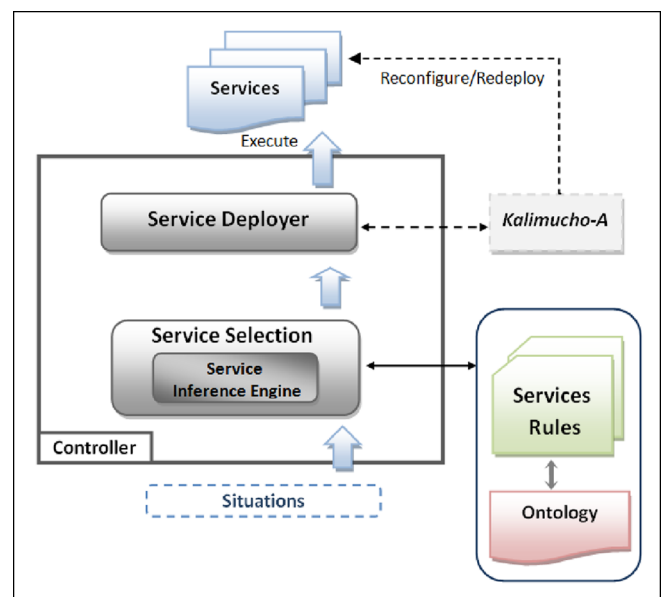 Services
Reconfigure/Redeploy
Execute
Service Deployer
Kalimucho-A
Service Selection
Service
Inference Engine
Services
Rules
Controller
Situations
Ontology